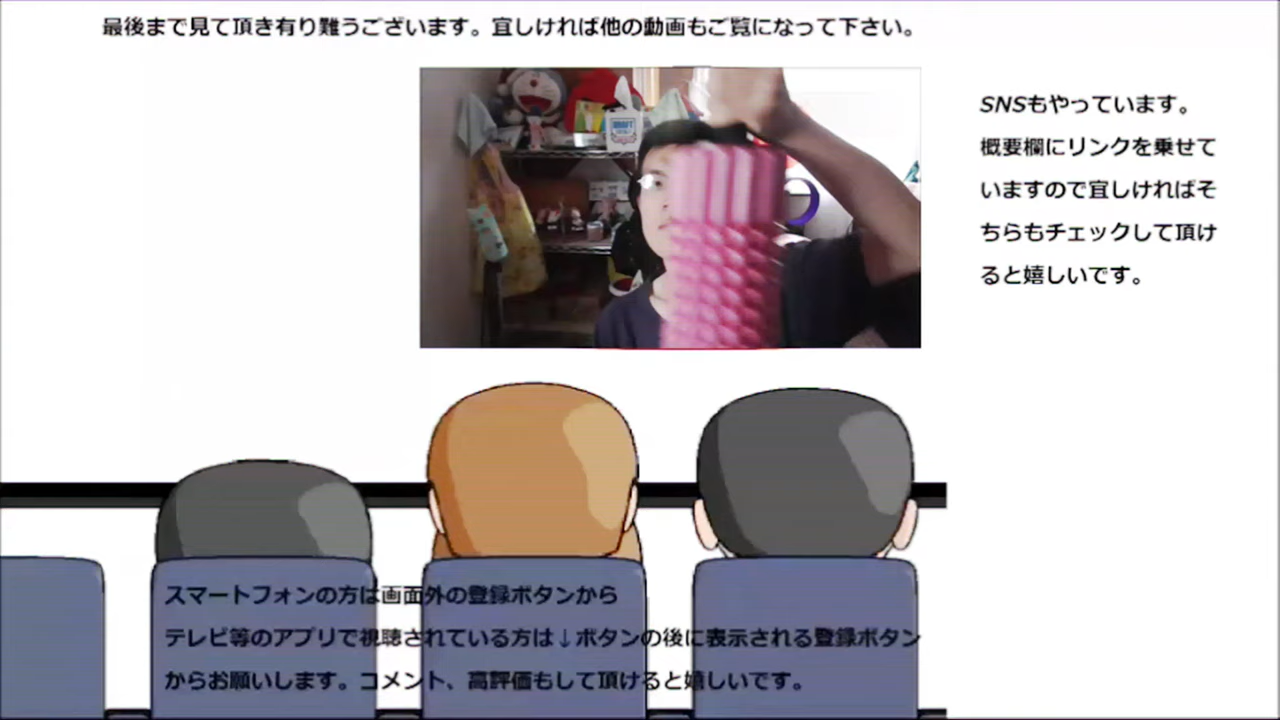 最後まで見て頂き有り難うございます。宜しければ他の動画もご覧になって下さい。
SNSもやっています。
概要欄にリンクを乗せて
いますので宜しければそ
ちらもチェックして頂け
ると嬉しいです。
スマートフォンの方は画面外の登録ボタンから
テレビ等のアプリで視聴されている方は↓ボタンの後に表示される登録ボタン
からお願いします。コメント、高評価もして頂けると嬉しいです。